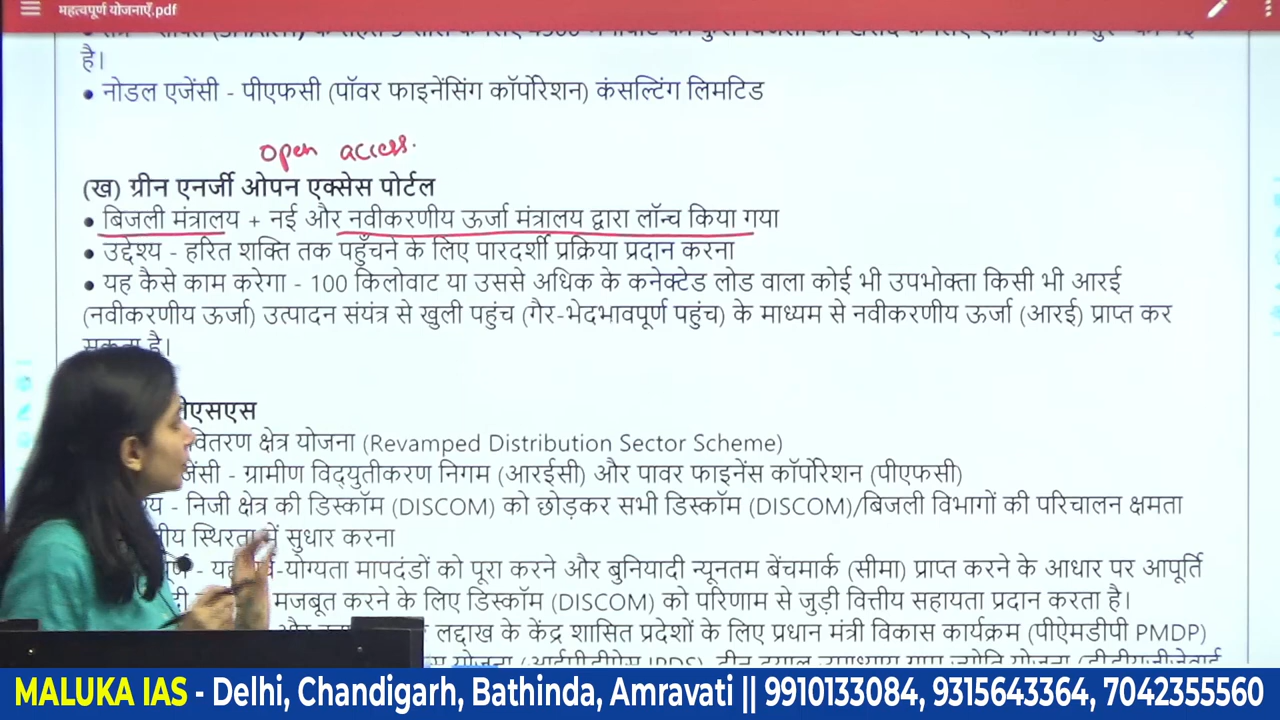 महत्वपूर्ण योजनाएँ.pdf
है।
• नोडल एजेंसी - पीएफसी (पॉवर फाइनेंसिंग कॉर्पोरेशन) कंसल्टिंग लिमटिड
open access.
(ख) ग्रीन एनर्जी ओपन एक्सेस पोर्टल
• बिजली मंत्रालय + नई और नवीकरणीय ऊर्जा मंत्रालय द्वारा लॉन्च किया गया
• उद्देश्य - हरित शक्ति तक पहुँचने के लिए पारदर्शी प्रक्रिया प्रदान करना
• यह कैसे काम करेगा - 100 किलोवाट या उससे अधिक के कनेक्टेड लोड वाला कोई भी उपभोक्ता किसी भी आरई
(नवीकरणीय ऊर्जा) उत्पादन संयंत्र से खुली पहुंच (गैर-भेदभावपूर्ण पहुंच) के माध्यम से नवीकरणीय ऊर्जा (आरई) प्राप्त कर
सकता है।
एसएस
वितरण क्षेत्र योजना (Revamped Distribution Sector Scheme)
- ग्रामीण विद्युतीकरण निगम (आरईसी) और पावर फाइनेंस कॉर्पोरेशन (पीएफसी)
- निजी क्षेत्र की डिस्कॉम (DISCOM) को छोड़कर सभी डिस्कॉम (DISCOM)/बिजली विभागों की परिचालन क्षमता
स्थिरता में सुधार करना
मापदंडों को पूरा करने और बुनियादी न्यूनतम बेंचमार्क (सीमा) प्राप्त करने के आधार पर आपूर्ति
मजबूत करने के लिए डिस्कॉम (DISCOM) को परिणाम से जुड़ी वित्तीय सहायता प्रदान करता है।
लद्दाख के केंद्र शासित प्रदेशों के लिए प्रधान मंत्री विकास कार्यक्रम (पीऐमडीपी PMDP)
MALUKA IAS - Delhi, Chandigarh, Bathinda, Amravati || 9910133084, 9315643364, 7042355560